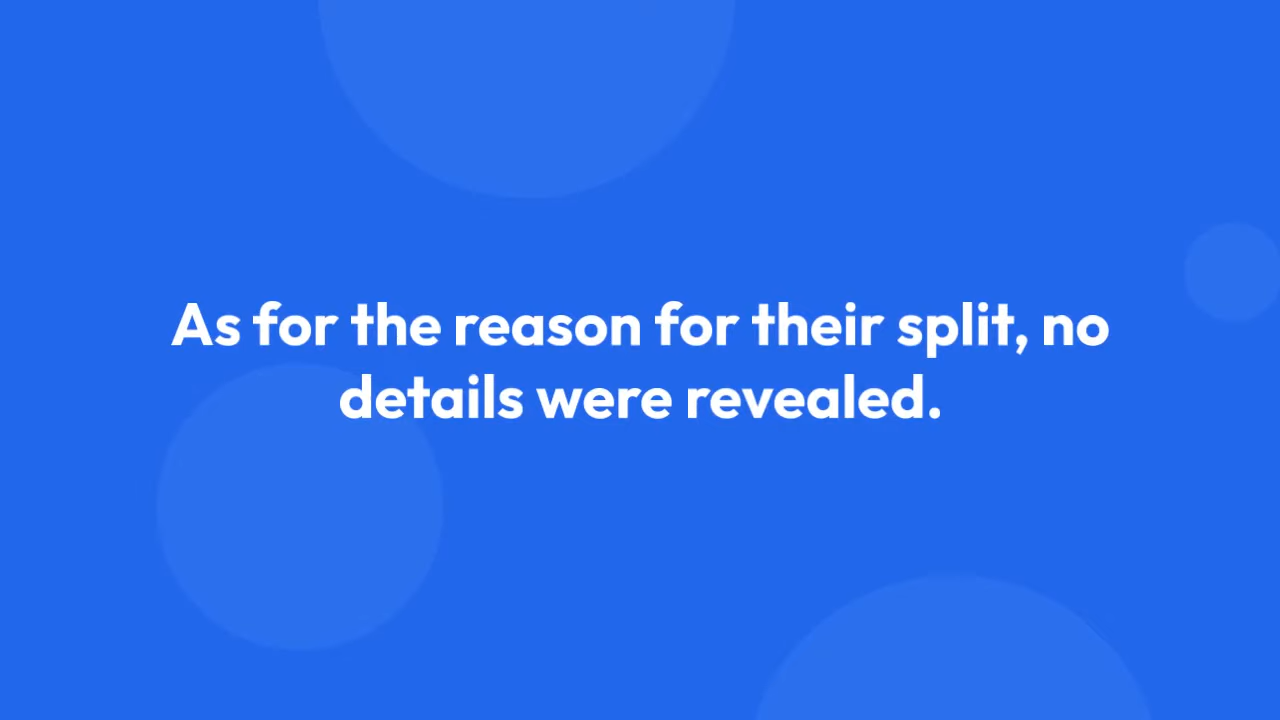 As for the reason for their split, no
details were revealed.